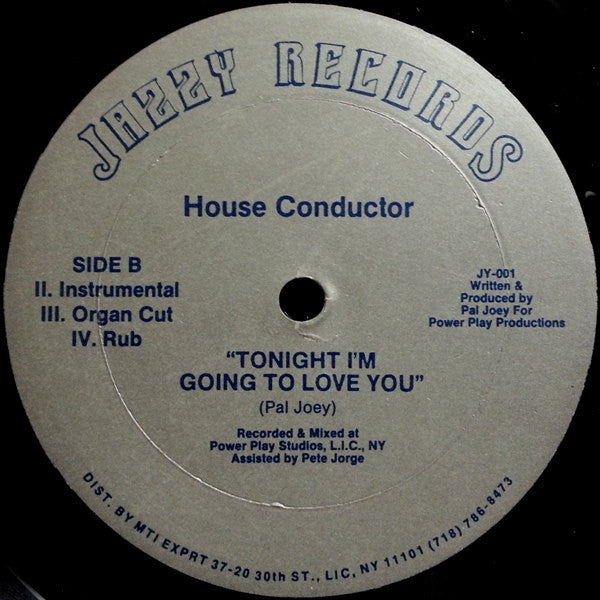 JAZZY RECORDS
House Conductor
SIDE B
II. Instrumental
III. Organ Cut
IV. Rub
JY-001
Written &
Produced by
Pal Joey For
Power Play Productions
“TONIGHT I'M
GOING TO LOVE YOU”
(Pal Joey)
Recorded & Mixed at
Power Play Studios, L.I.C., NY
Assisted by Pete Jorge
DIST. BY MTI EXPRT 37-20 30th ST., LIC, NY 11101 (718) 786-8473